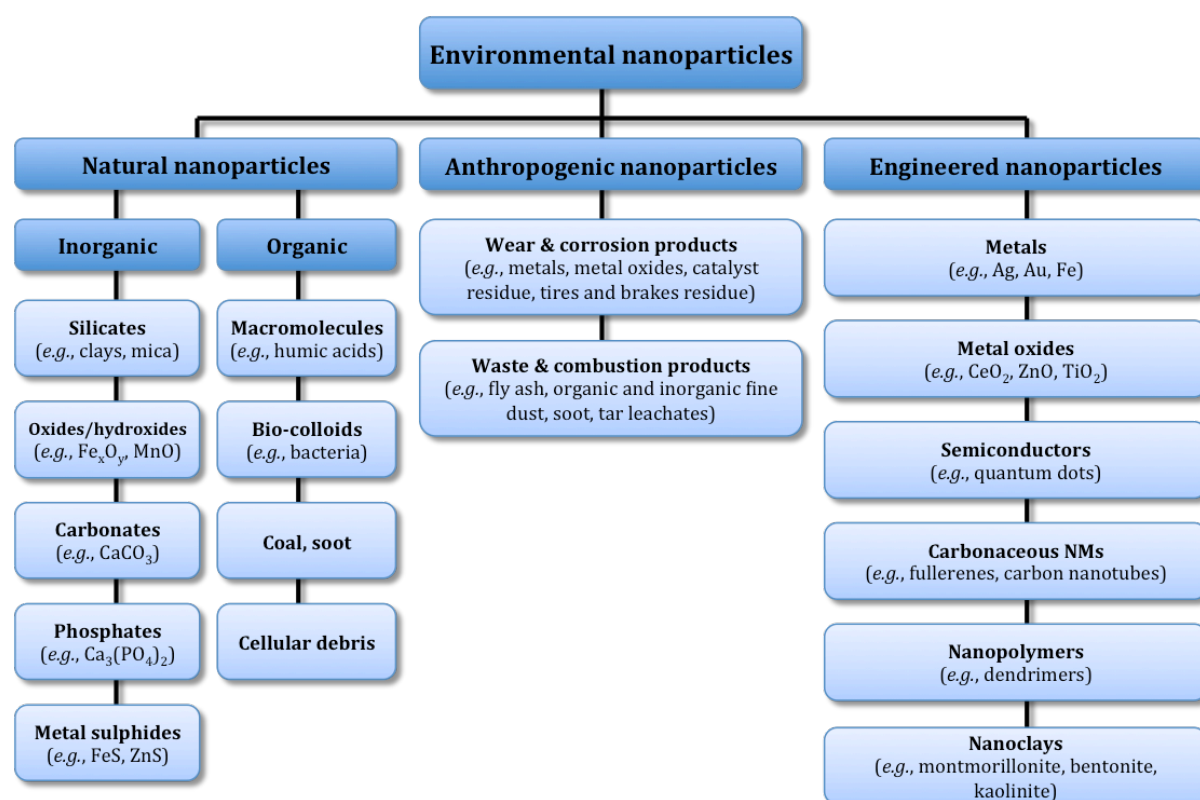 Environmental nanoparticles
Natural nanoparticles
Inorganic
Silicates
(e.g., clays, mica)
Oxides/hydroxides
(e.g., FeₓOᵧ, MnO)
Carbonates
(e.g., CaCO₃)
Phosphates
(e.g., Ca₃(PO₄)₂)
Metal sulphides
(e.g., FeS, ZnS)
Organic
Macromolecules
(e.g., humic acids)
Bio-colloids
(e.g., bacteria)
Coal, soot
Cellular debris
Anthropogenic nanoparticles
Wear & corrosion products
(e.g., metals, metal oxides, catalyst
residue, tires and brakes residue)
Waste & combustion products
(e.g., fly ash, organic and inorganic fine
dust, soot, tar leachates)
Engineered nanoparticles
Metals
(e.g., Ag, Au, Fe)
Metal oxides
(e.g., CeO₂, ZnO, TiO₂)
Semiconductors
(e.g., quantum dots)
Carbonaceous NMs
(e.g., fullerenes, carbon nanotubes)
Nanopolymers
(e.g., dendrimers)
Nanoclays
(e.g., montmorillonite, bentonite,
kaolinite)